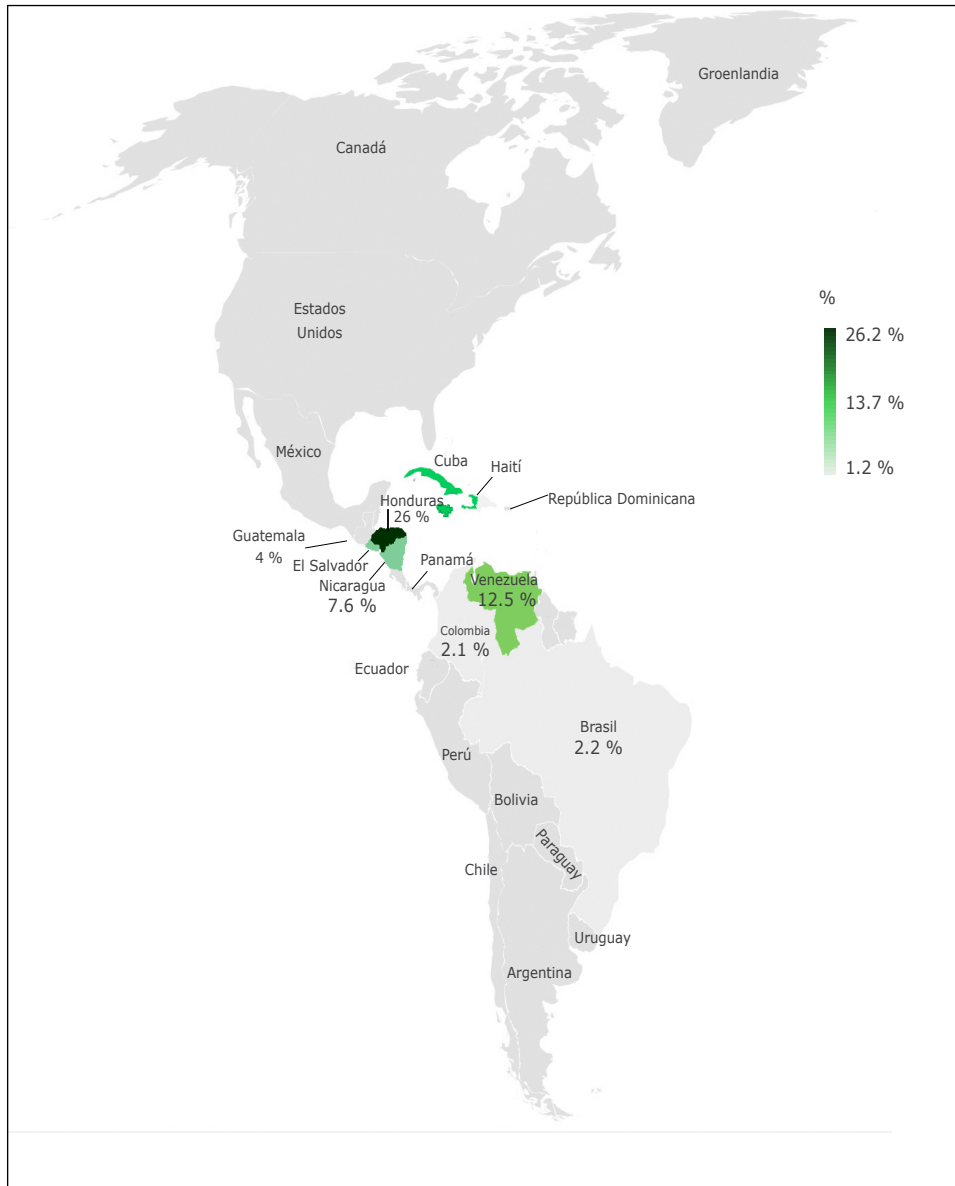 Groenlandia
Canadá
Estados
Unidos
%
26.2 %
13.7 %
1.2 %
México
Cuba
Haití
República Dominicana
Honduras
26 %
Guatemala
4 %
El Salvador
Nicaragua
7.6 %
Panamá
Venezuela
12.5 %
Colombia
2.1 %
Ecuador
Brasil
2.2 %
Perú
Bolivia
Paraguay
Chile
Uruguay
Argentina